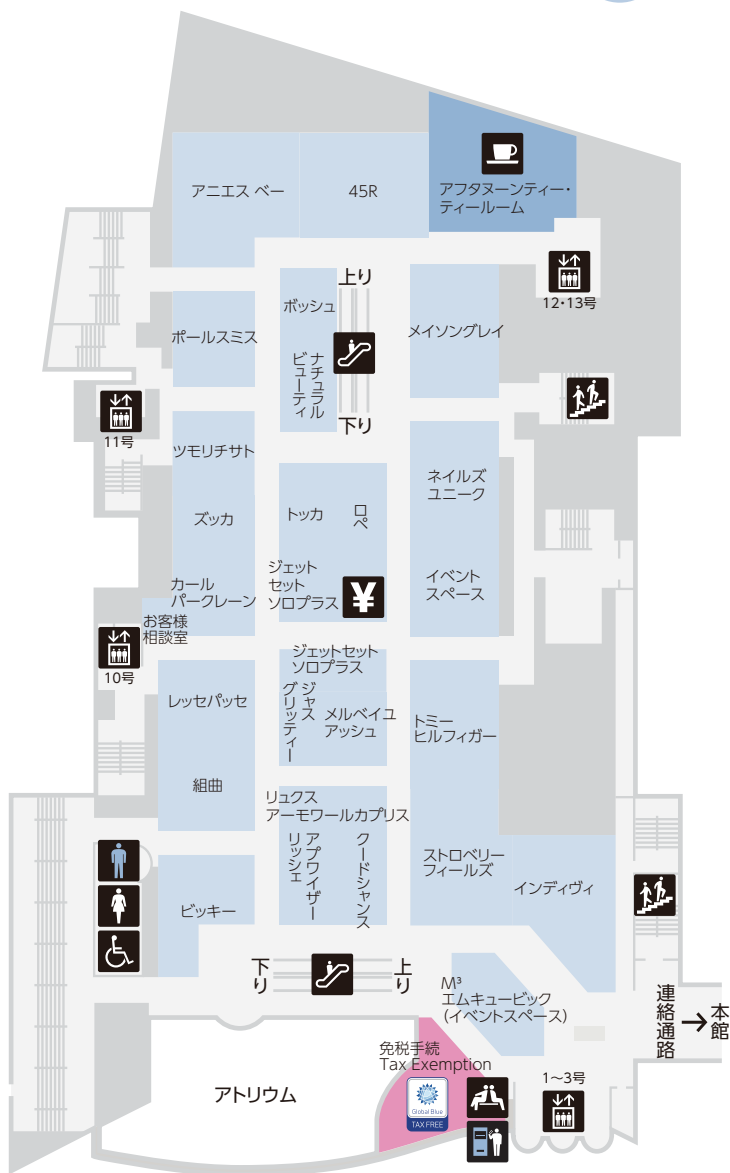 アニエス ベー
45R
アフタヌーンティー・
ティールーム
12・13号
上り
ボッシュ
ナチュラル
ビューティ
下り
メイソングレイ
ポールスミス
11号
ツモリチサト
ズッカ
カール
パークレーン
お客様
相談室
10号
トッカ
ロペ
ジェット
セット
ソロプラス
¥
ネイルズ
ユニーク
イベント
スペース
ジェットセット
ソロプラス
ジャス
グリッティー
メルベイユ
アッシュ
トミー
ヒルフィガー
レッセパッセ
組曲
リュクス
アーモワールカプリス
アプワイザー
リッシェ
クードシャンス
ストロベリー
フィールズ
インディヴィ
ビッキー
下り
上り
M³
エムキュービック
(イベントスペース)
連絡通路
→
本館
免税手続
Tax Exemption
Global Blue
TAX FREE
1〜3号
アトリウム